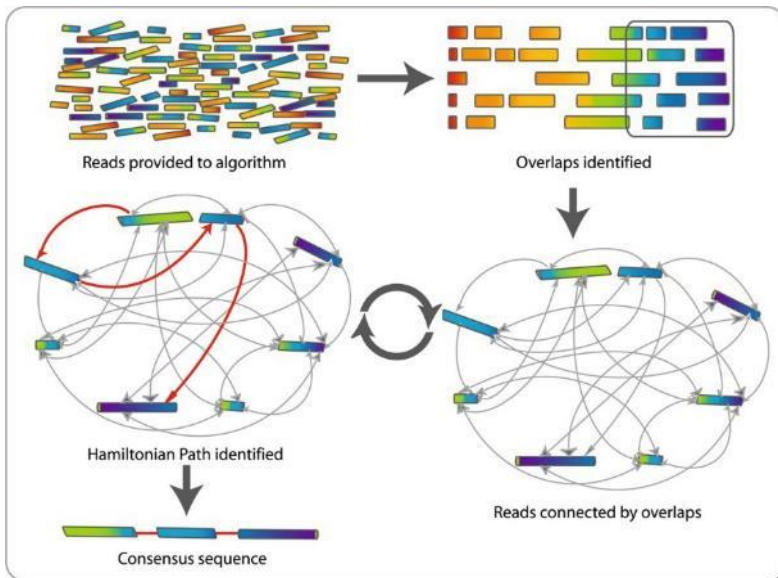 Reads provided to algorithm
Overlaps identified
Reads connected by overlaps
Hamiltonian Path identified
Consensus sequence